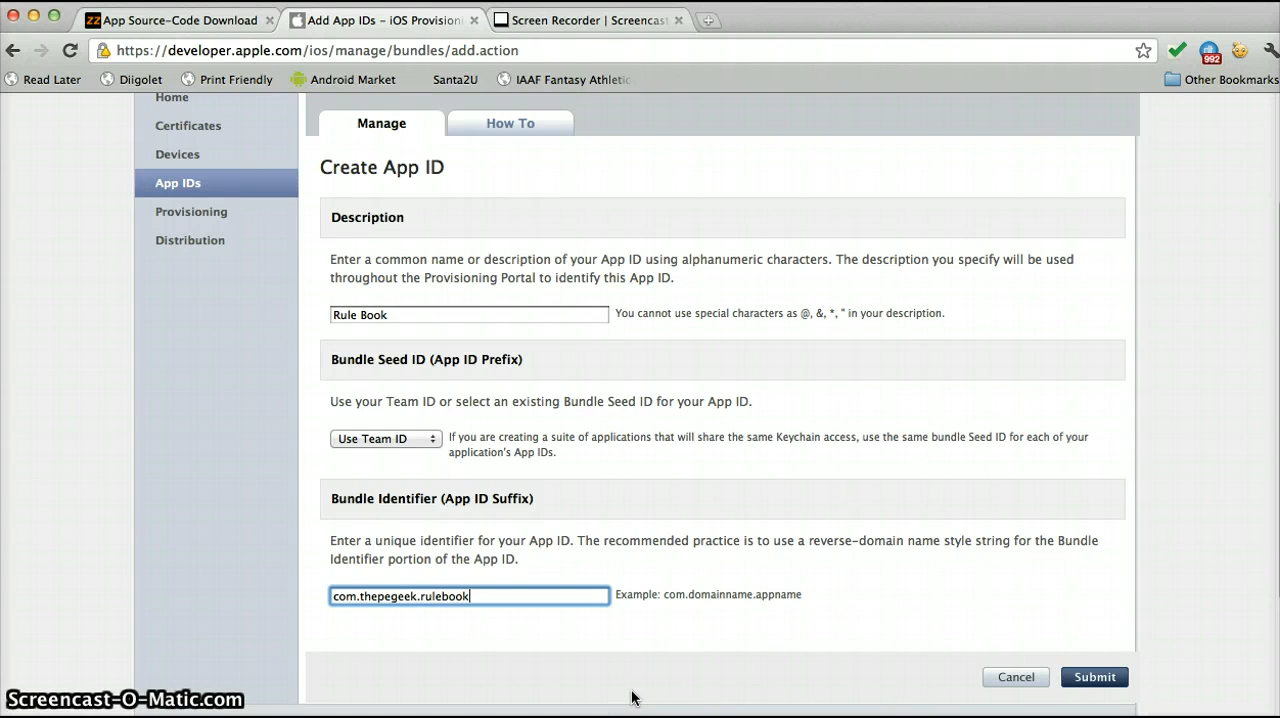 ZZ App Source-Code Download
Add App IDs - iOS Provision
Screen Recorder | Screencas
https://developer.apple.com/ios/manage/bundles/add.action
992
Read Later
Diigolet
Print Friendly
Android Market
Santa2U
IAAF Fantasy Athletic
Other Bookmarks
Home
Certificates
Devices
App IDs
Provisioning
Distribution
Manage
How To
Create App ID
Description
Enter a common name or description of your App ID using alphanumeric characters. The description you specify will be used
throughout the Provisioning Portal to identify this App ID.
Rule Book
You cannot use special characters as @, &, *, " in your description.
Bundle Seed ID (App ID Prefix)
Use your Team ID or select an existing Bundle Seed ID for your App ID.
Use Team ID
If you are creating a suite of applications that will share the same Keychain access, use the same bundle Seed ID for each of your
application's App IDs.
Bundle Identifier (App ID Suffix)
Enter a unique identifier for your App ID. The recommended practice is to use a reverse-domain name style string for the Bundle
Identifier portion of the App ID.
com.thepegeek.rulebook
Example: com.domainname.appname
Cancel
Submit
Screencast-O-Matic.com